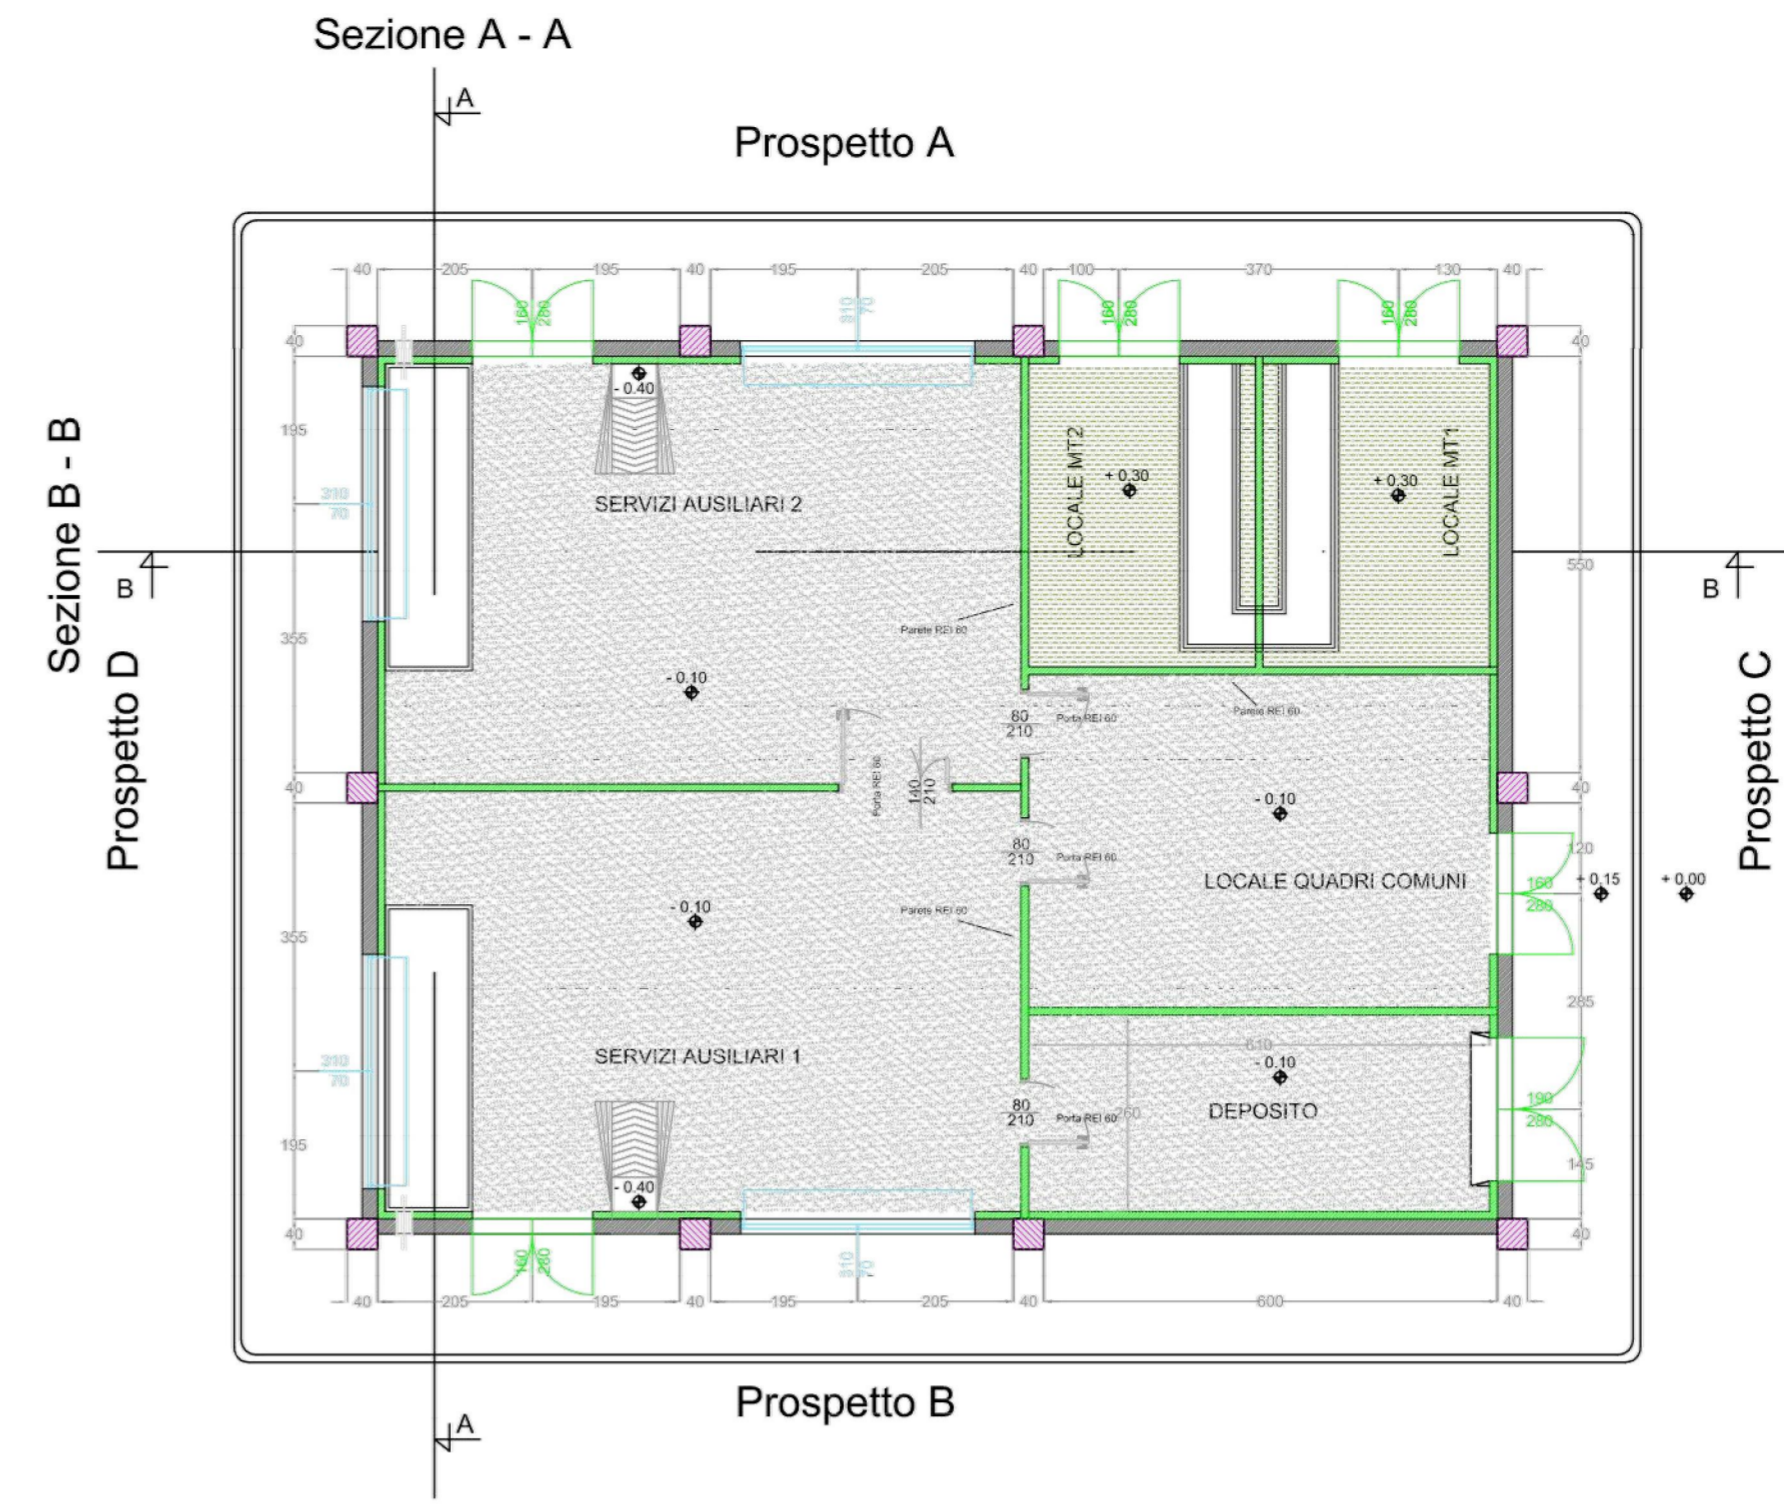 Sezione A - A
A
Prospetto A
40 205 195 40 195 205 40 100 370 130 40
160
280
310
70
160
280
160
280
40
40
- 0.40
195
LOCALE MT2
LOCALE MT1
+ 0.30
+ 0.30
310
70
SERVIZI AUSILIARI 2
Sezione B - B
B
B
550
355
Parete REI 60
- 0.10
Parete REI 60
80
210
Porta REI 60
Prospetto D
Prospetto C
Porta REI 60
140
210
40
40
- 0.10
80
210
Porta REI 60
120
LOCALE QUADRI COMUNI
160
280
+ 0.15
+ 0.00
- 0.10
Parete REI 60
355
285
610
SERVIZI AUSILIARI 1
- 0.10
310
70
80
210
Porta REI 60
260
DEPOSITO
190
280
195
145
- 0.40
40
40
160
280
310
70
40 205 195 40 195 205 40 600 40
Prospetto B
A